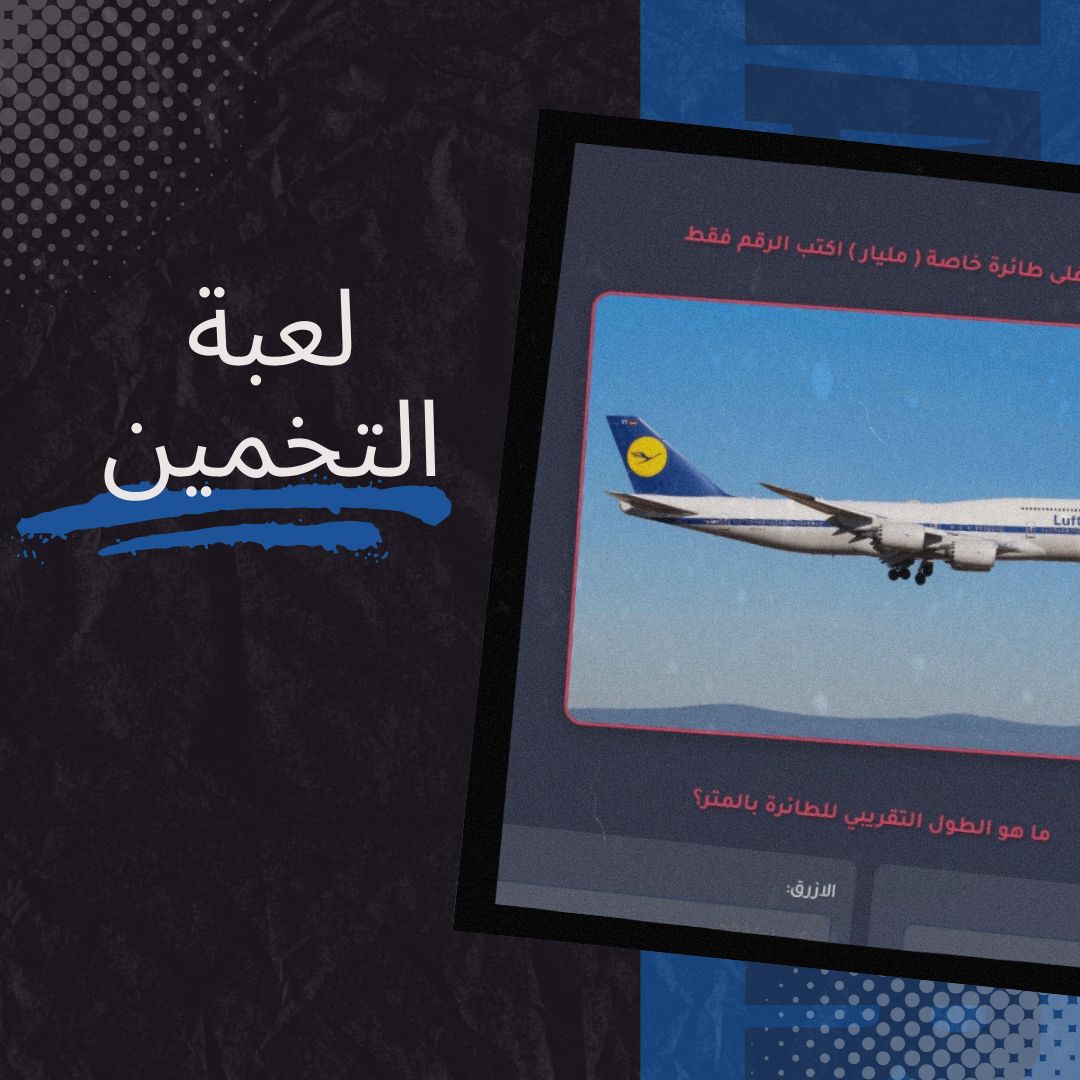 لعبة
التخمين
على طائرة خاصة ( مليار ) اكتب الرقم فقط
Luft
ما هو الطول التقريبي للطائرة بالمتر؟
الازرق: